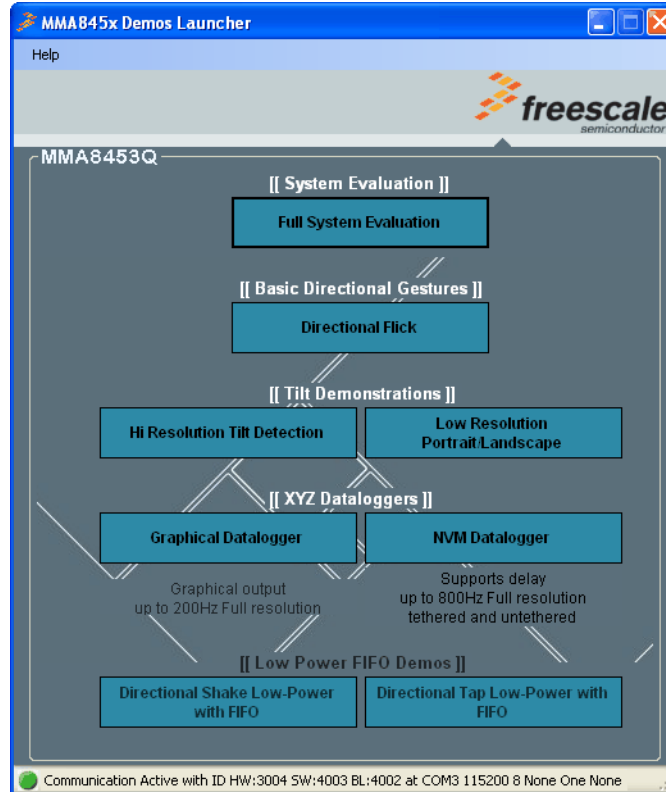 MMA845x Demos Launcher
Help
freescale
semiconductor
MMA8453Q
[[ System Evaluation ]]
Full System Evaluation
[[ Basic Directional Gestures ]]
Directional Flick
[[ Tilt Demonstrations ]]
Hi Resolution Tilt Detection
Low Resolution
Portrait/Landscape
[[ XYZ Dataloggers ]]
Graphical Datalogger
NVM Datalogger
Graphical output
up to 200Hz Full resolution
Supports delay
up to 800Hz Full resolution
tethered and untethered
[[ Low Power FIFO Demos ]]
Directional Shake Low-Power
with FIFO
Directional Tap Low-Power with
FIFO
Communication Active with ID HW:3004 SW:4003 BL:4002 at COM3 115200 8 None One None